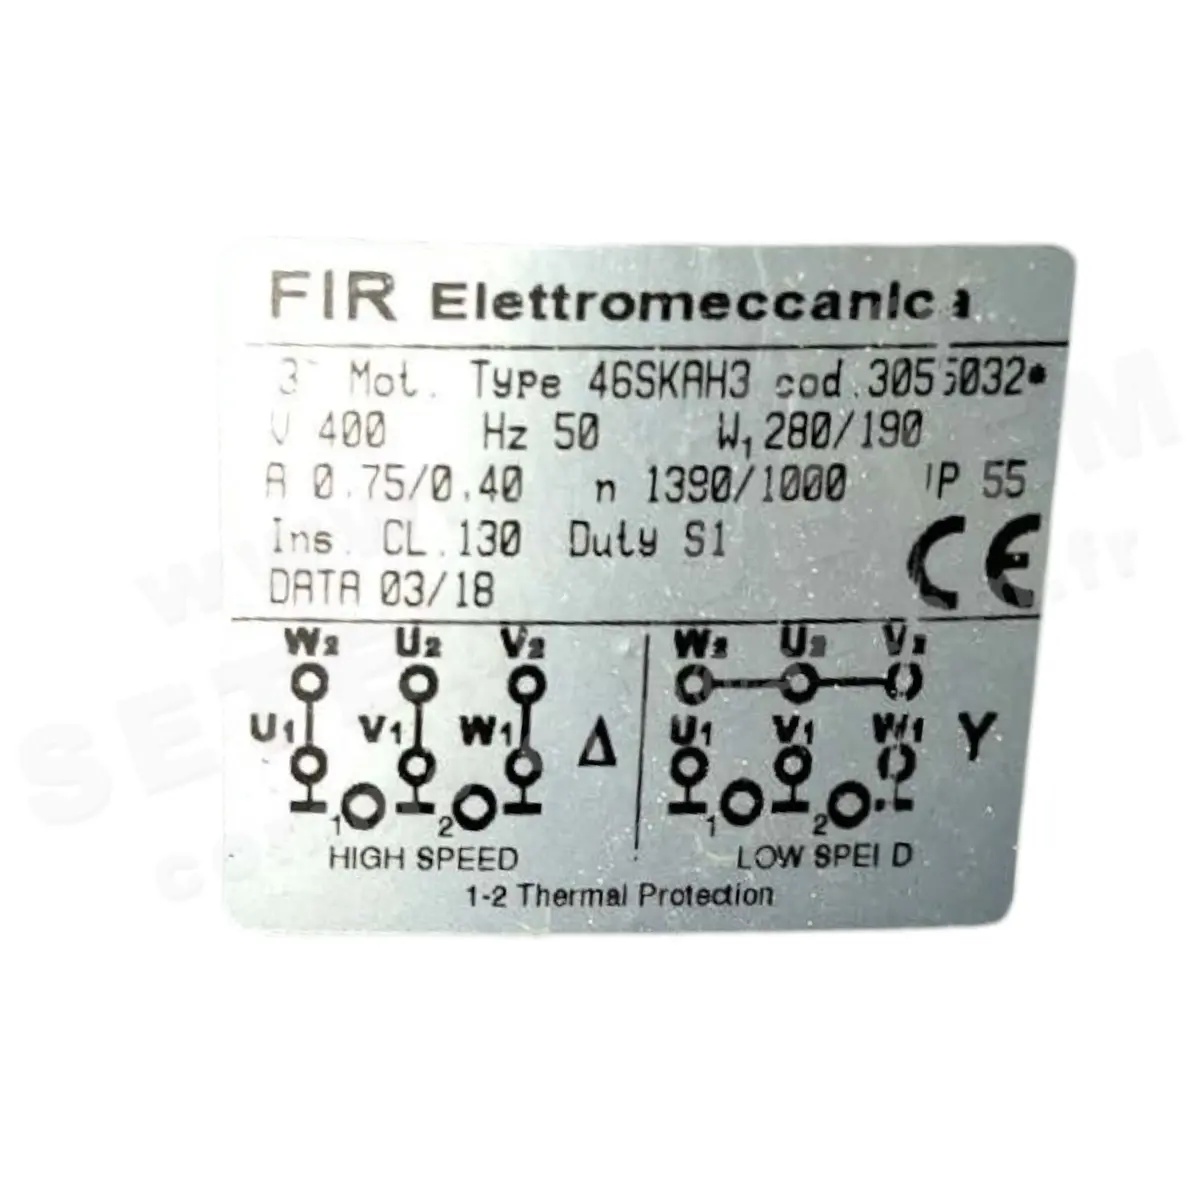 FIR Elettromeccanica
3~ Mot. Type 46SKAH3 cod.3055032*
V 400 Hz 50 W1 280/190
A 0.75/0.40 n 1390/1000 IP 55
Ins. CL.130 Duty S1
CE
DATA 03/18
W2 U2 V2 W2 U2 V2
U1 V1 W1 Δ U1 V1 W1 Y
1 2 1 2
HIGH SPEED LOW SPEED
1-2 Thermal Protection